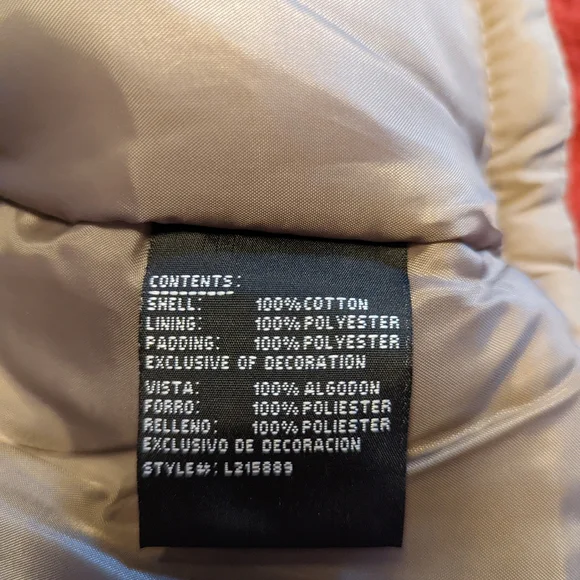 CONTENTS:
SHELL: 100% COTTON
LINING: 100% POLYESTER
PADDING: 100% POLYESTER
EXCLUSIVE OF DECORATION
VISTA: 100% ALGODON
FORRO: 100% POLIESTER
RELLENO: 100% POLIESTER
EXCLUSIVO DE DECORACION
STYLE#: L215889